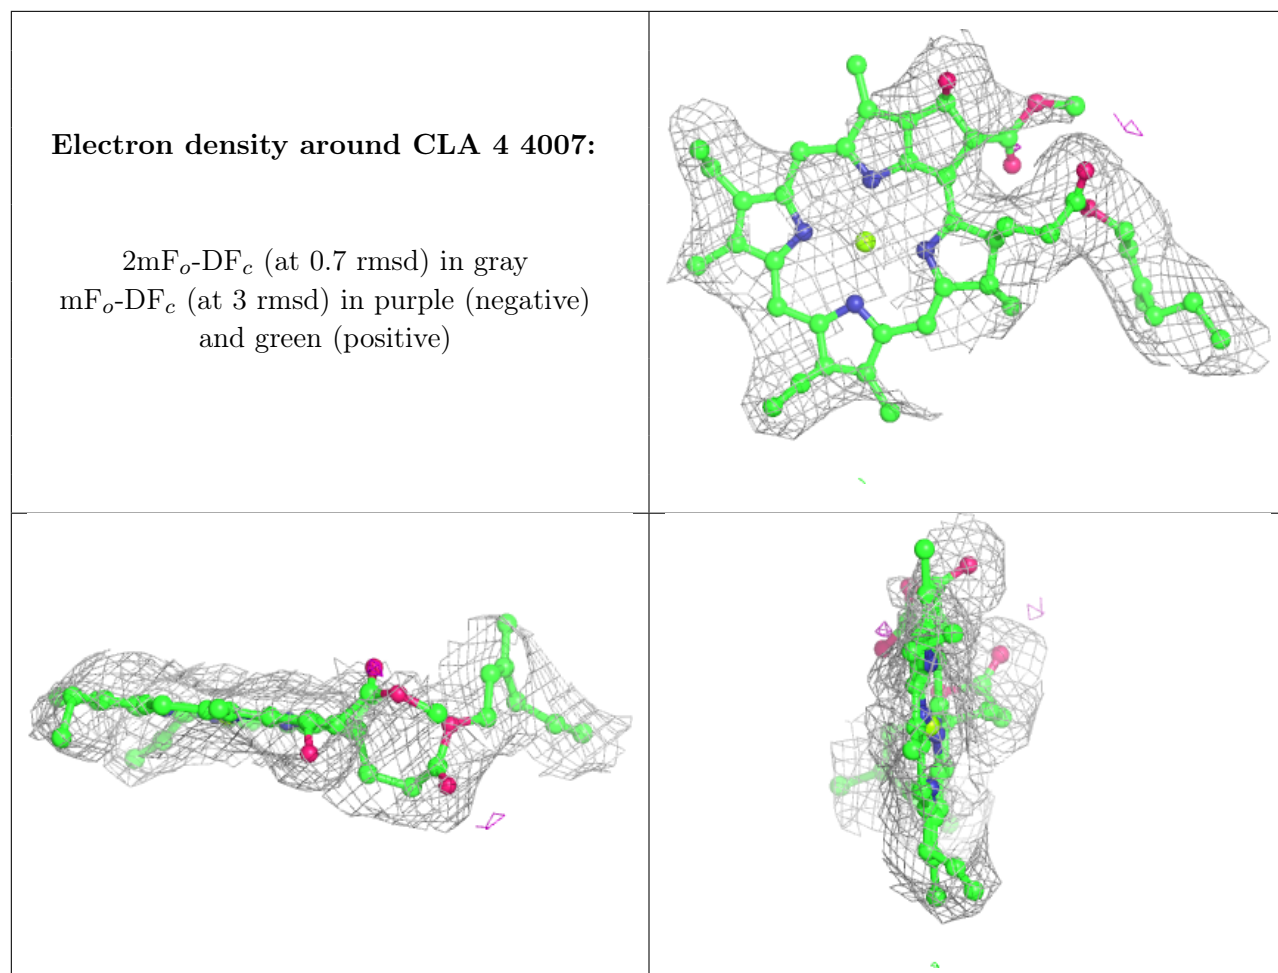 Electron density around CLA 4 4007:
2mFo-DFc (at 0.7 rmsd) in gray
mFo-DFc (at 3 rmsd) in purple (negative)
and green (positive)